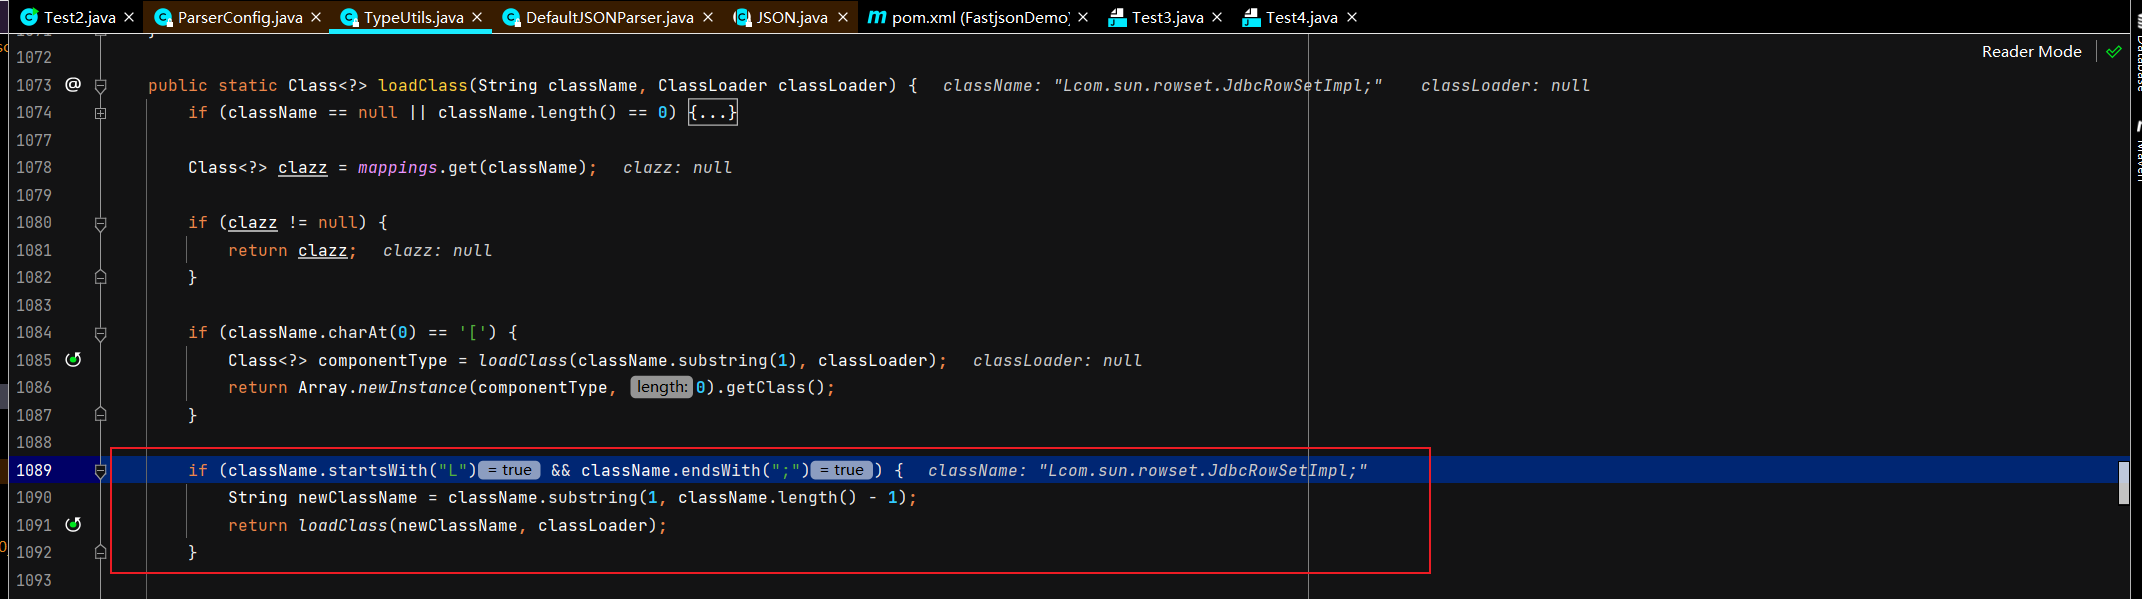 Test2.java × ParserConfig.java × TypeUtils.java × DefaultJSONParser.java × JSON.java × pom.xml (FastjsonDemo) × Test3.java × Test4.java ×
Reader Mode
Database
1072
1073 @ public static Class<?> loadClass(String className, ClassLoader classLoader) { className: "Lcom.sun.rowset.JdbcRowSetImpl;" classLoader: null
1074 if (className == null || className.length() == 0) {...}
1077
1078 Class<?> clazz = mappings.get(className); clazz: null
1079
1080 if (clazz != null) {
1081 return clazz; clazz: null
1082 }
1083
1084 if (className.charAt(0) == '[') {
1085 Class<?> componentType = loadClass(className.substring(1), classLoader); classLoader: null
1086 return Array.newInstance(componentType, length: 0).getClass();
1087 }
1088
1089 if (className.startsWith("L") = true && className.endsWith(";") = true ) { className: "Lcom.sun.rowset.JdbcRowSetImpl;"
1090 String newClassName = className.substring(1, className.length() - 1);
1091 return loadClass(newClassName, classLoader);
1092 }
1093